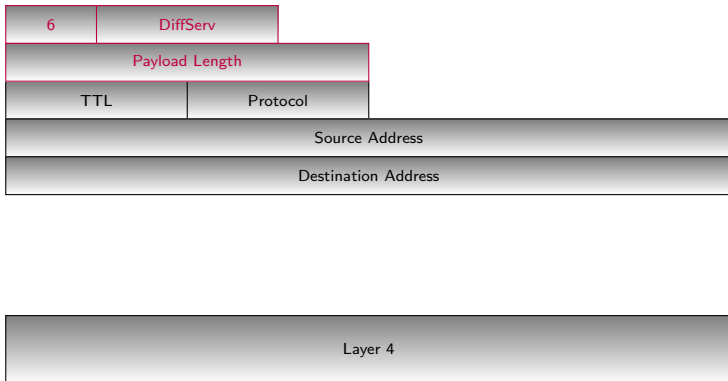 6 DiffServ
Payload Length
TTL Protocol
Source Address
Destination Address
Layer 4